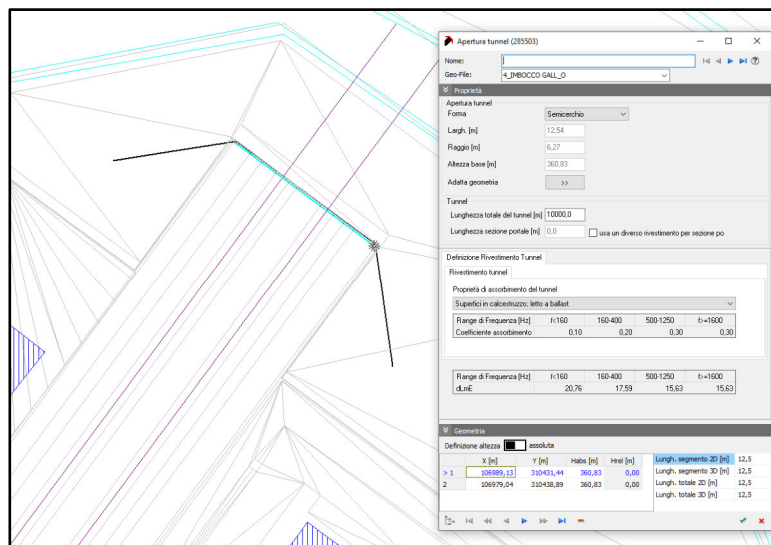 Apertura tunnel (285503)
Nome:
Geo-File: 4_IMBOCCO GALL_O
Proprietà
Apertura tunnel
Forma Semicerchio
Largh. [m] 12,54
Raggio [m] 6,27
Altezza base [m] 360,83
Adatta geometria >>
Tunnel
Lunghezza totale del tunnel [m] 10000,0
Lunghezza sezione portale [m] 0,0 usa un diverso rivestimento per sezione po
Definizione Rivestimento Tunnel
Rivestimento tunnel
Proprietà di assorbimento del tunnel
Superfici in calcestruzzo; letto a ballast
Range di Frequenza [Hz] f<160 160-400 500-1250 f>=1600
Coefficiente assorbimento 0,10 0,20 0,30 0,30
Range di Frequenza [Hz] f<160 160-400 500-1250 f>=1600
dLmE 20,76 17,59 15,63 15,63
Geometria
Definizione altezza assoluta
X [m] Y [m] Habs [m] Hrel [m] Lungh. segmento 2D [m] 12,5
> 1 106989,13 310431,44 360,83 0,00 Lungh. segmento 3D [m] 12,5
2 106979,04 310438,89 360,83 0,00 Lungh. totale 2D [m] 12,5
Lungh. totale 3D [m] 12,5